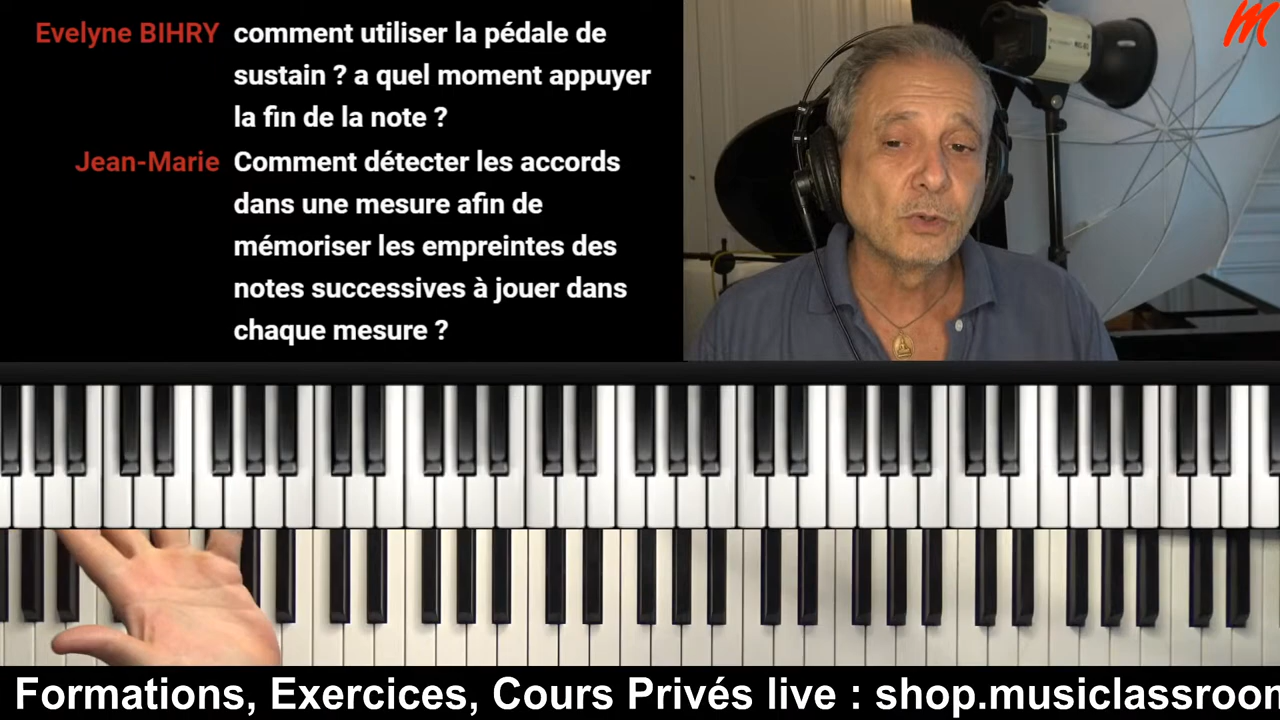 Evelyne BIHRY comment utiliser la pédale de
sustain ? a quel moment appuyer
la fin de la note ?
Jean-Marie Comment détecter les accords
dans une mesure afin de
mémoriser les empreintes des
notes successives à jouer dans
chaque mesure ?
M
Formations, Exercices, Cours Privés live : shop.musiclassroom